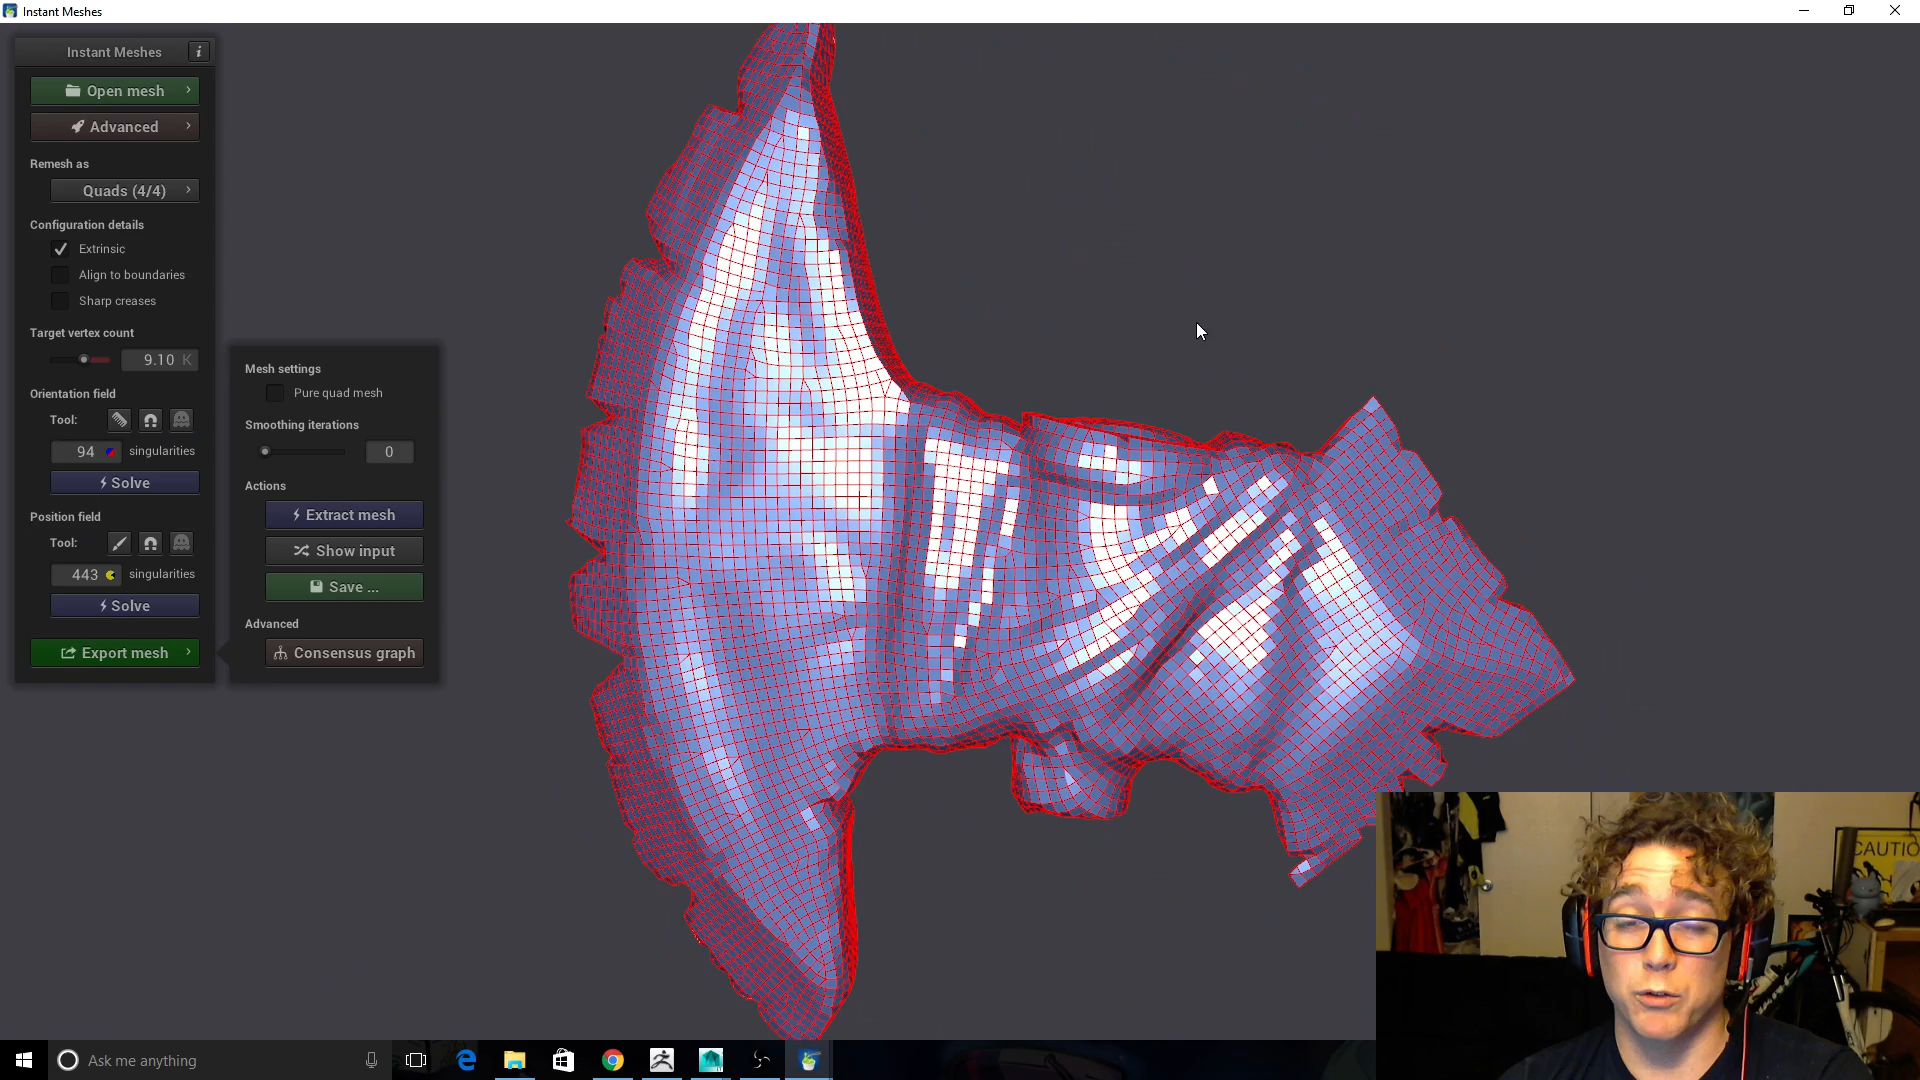 Instant Meshes
Instant Meshes
i
Open mesh
Advanced
Remesh as
Quads (4/4)
Configuration details
Extrinsic
Align to boundaries
Sharp creases
Target vertex count
9.10 K
Orientation field
Tool:
94 singularities
Solve
Position field
Tool:
443 singularities
Solve
Export mesh
Mesh settings
Pure quad mesh
Smoothing iterations
0
Actions
Extract mesh
Show input
Save ...
Advanced
Consensus graph
CAUTIO
Ask me anything